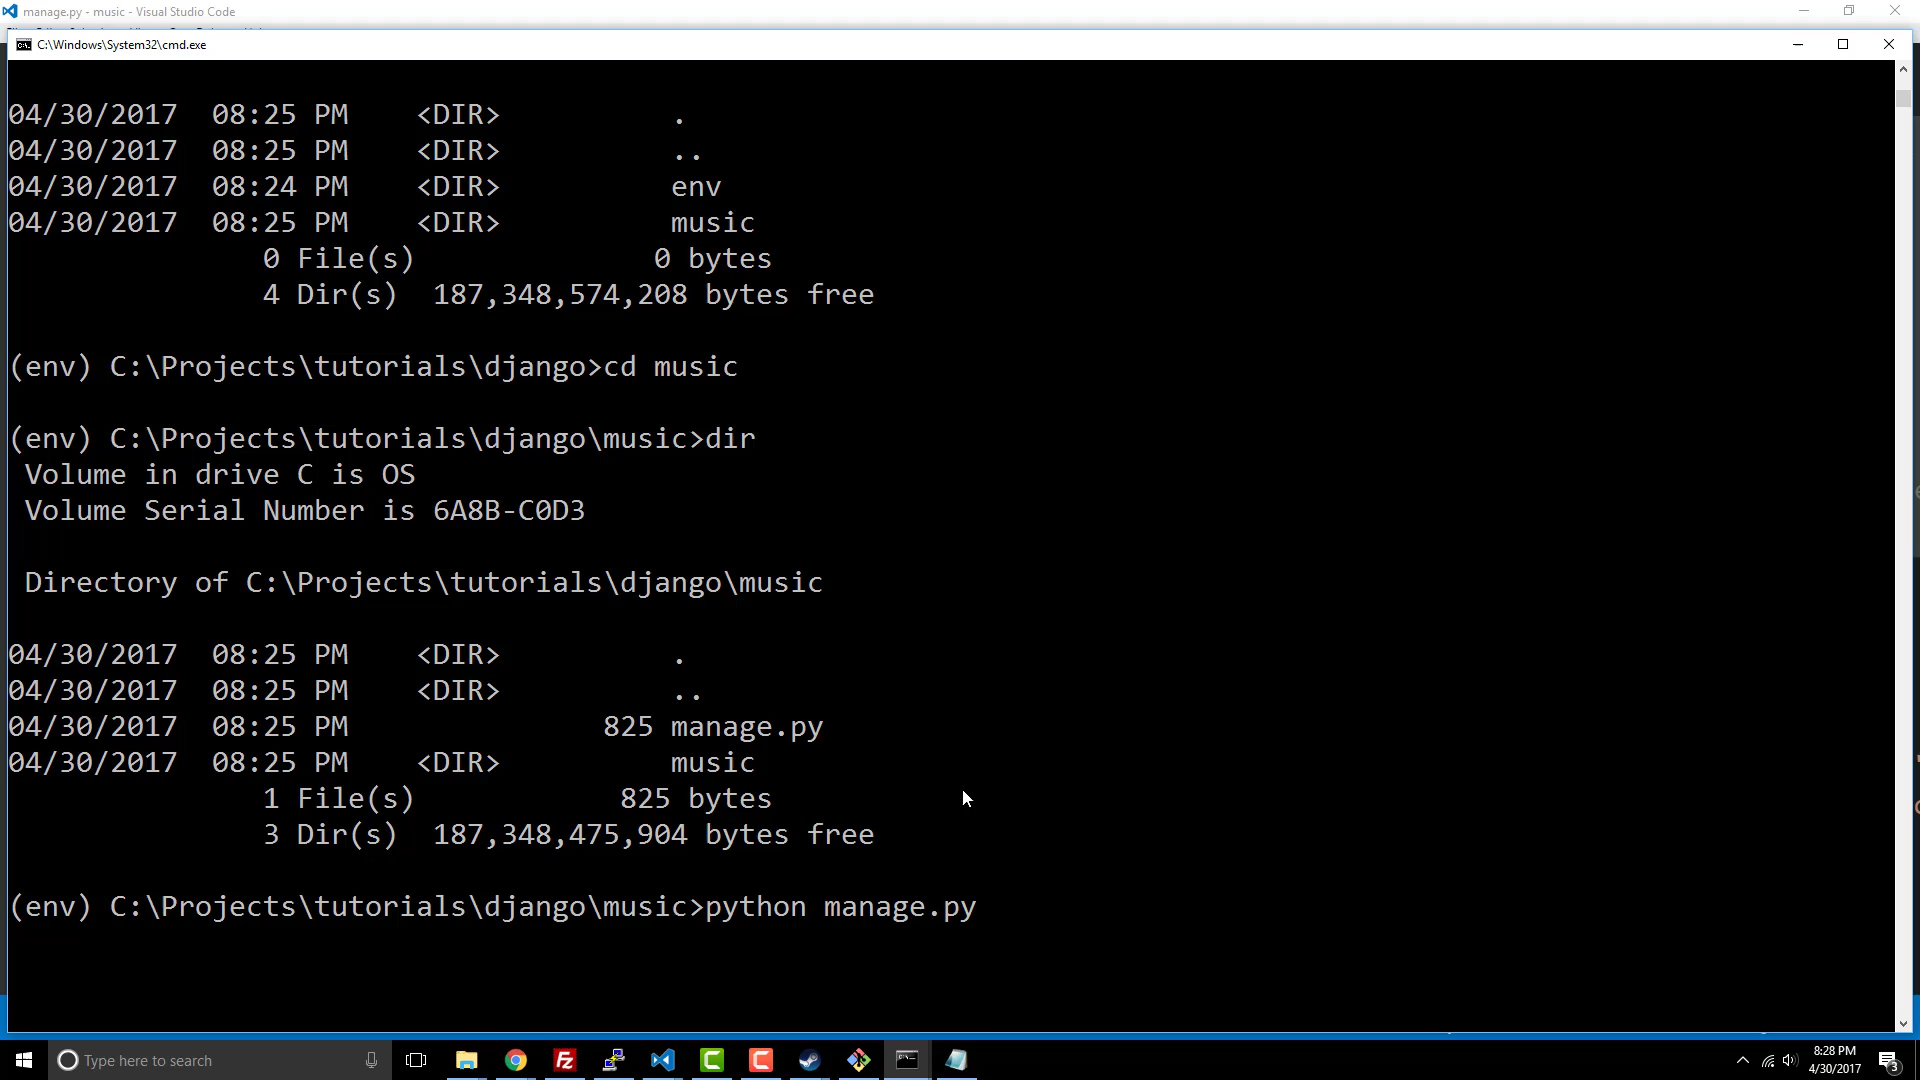 manage.py - music - Visual Studio Code
C:\Windows\System32\cmd.exe
04/30/2017  08:25 PM    <DIR>          .
04/30/2017  08:25 PM    <DIR>          ..
04/30/2017  08:24 PM    <DIR>          env
04/30/2017  08:25 PM    <DIR>          music
               0 File(s)              0 bytes
               4 Dir(s)  187,348,574,208 bytes free
(env) C:\Projects\tutorials\django>cd music
(env) C:\Projects\tutorials\django\music>dir
 Volume in drive C is OS
 Volume Serial Number is 6A8B-C0D3
 Directory of C:\Projects\tutorials\django\music
04/30/2017  08:25 PM    <DIR>          .
04/30/2017  08:25 PM    <DIR>          ..
04/30/2017  08:25 PM               825 manage.py
04/30/2017  08:25 PM    <DIR>          music
               1 File(s)            825 bytes
               3 Dir(s)  187,348,475,904 bytes free
(env) C:\Projects\tutorials\django\music>python manage.py
Type here to search
8:28 PM
4/30/2017
3